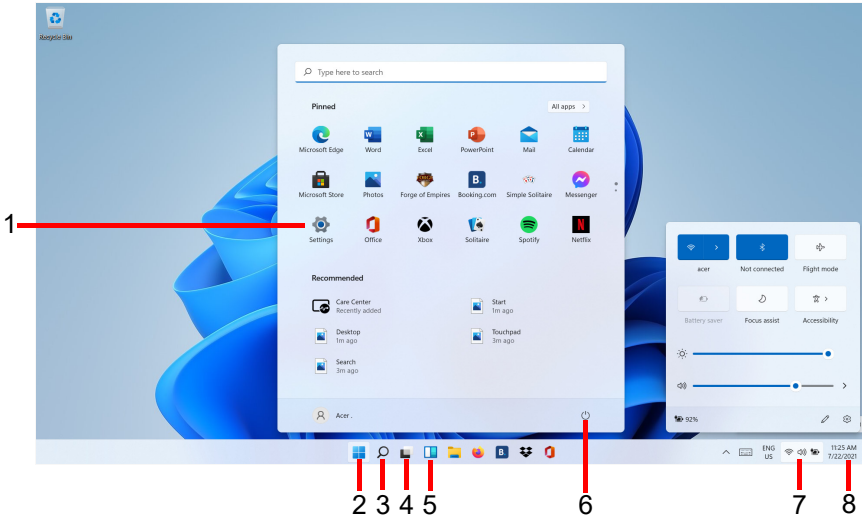 Recycle Bin
Type here to search
Pinned
All apps >
Microsoft Edge Word Excel PowerPoint Mail Calendar
Microsoft Store Photos Forge of Empires Booking.com Simple Solitaire Messenger
1
Settings Office Xbox Solitaire Spotify Netflix
acer Not connected Flight mode
Recommended
Care Center
Recently added
Start
1m ago
Battery saver Focus assist Accessibility
Desktop
1m ago
Touchpad
3m ago
Search
3m ago
Acer .
92%
ENG
US
11:25 AM
7/22/2021
2 3 4 5 6 7 8